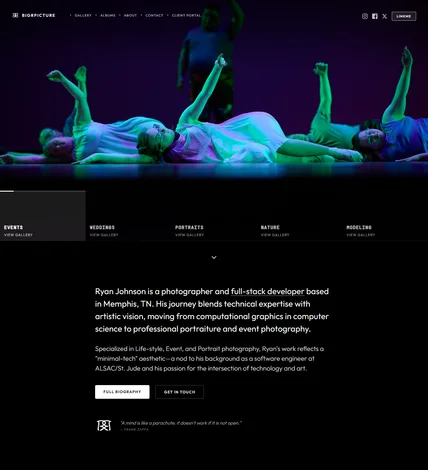 BIGRPICTURE
GALLERY
ALBUMS
ABOUT
CONTACT
CLIENT PORTAL
LINKME
EVENTS
VIEW GALLERY
WEDDINGS
VIEW GALLERY
PORTRAITS
VIEW GALLERY
NATURE
VIEW GALLERY
MODELING
VIEW GALLERY
Ryan Johnson is a photographer and full-stack developer based
in Memphis, TN. His journey blends technical expertise with
artistic vision, moving from computational graphics in computer
science to professional portraiture and event photography.
Specialized in Life-style, Event, and Portrait photography, Ryan's work reflects a
"minimal-tech" aesthetic—a nod to his background as a software engineer at
ALSAC/St. Jude and his passion for the intersection of technology and art.
FULL BIOGRAPHY
GET IN TOUCH
"A mind is like a parachute. It doesn't work if it is not open."
— FRANK ZAPPA